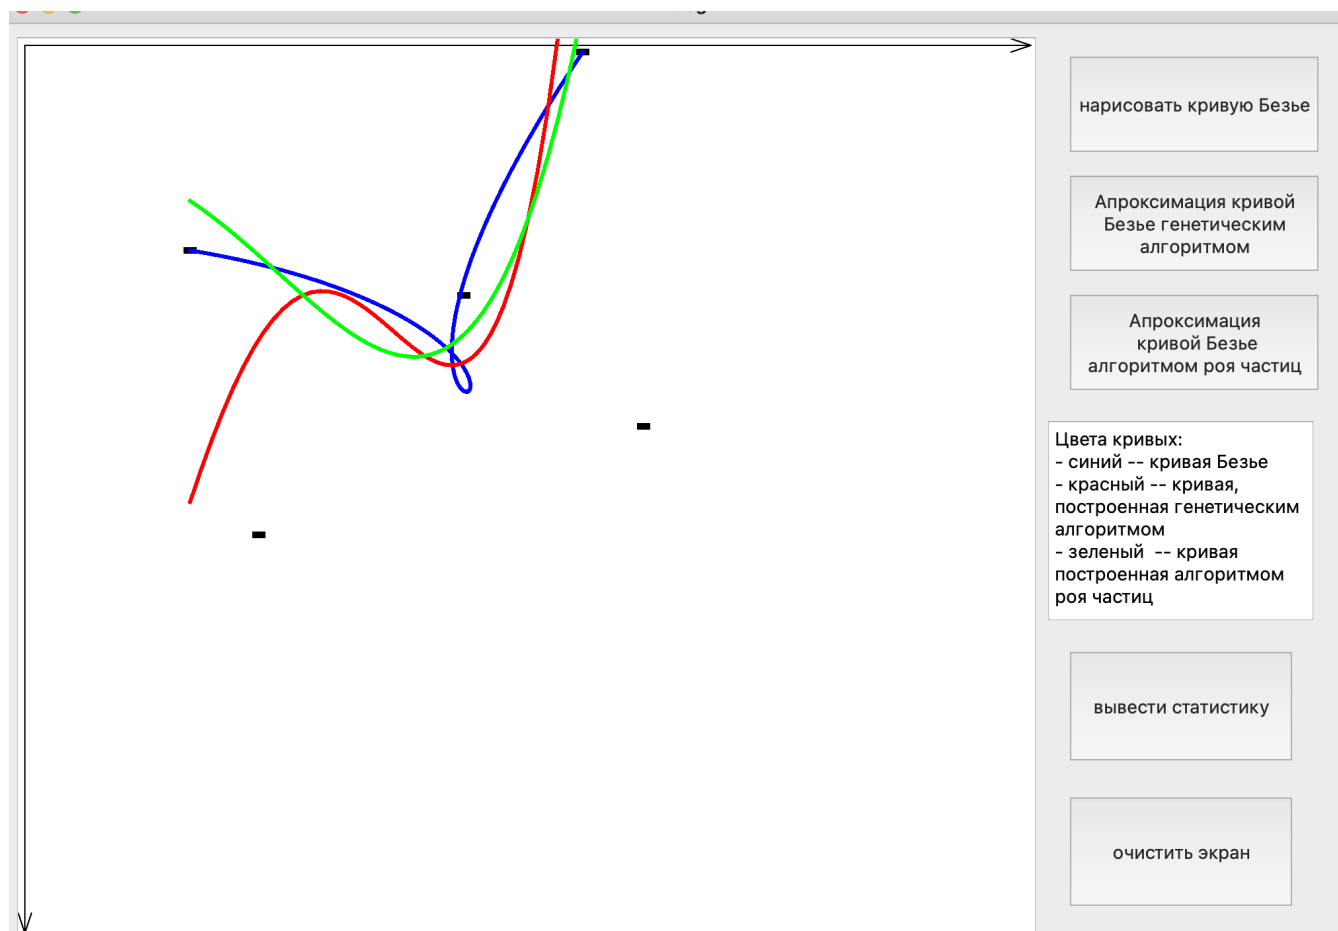 нарисовать кривую Безье
Апроксимация кривой
Безье генетическим
алгоритмом
Апроксимация
кривой Безье
алгоритмом роя частиц
Цвета кривых:
- синий -- кривая Безье
- красный -- кривая,
построенная генетическим
алгоритмом
- зеленый  -- кривая
построенная алгоритмом
роя частиц
вывести статистику
очистить экран